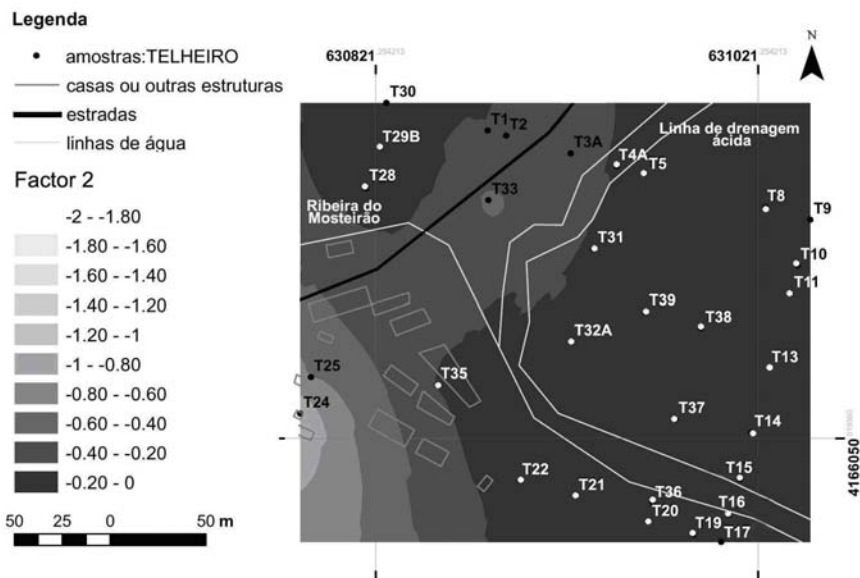 Legenda
amostras:TELHEIRO
casas ou outras estruturas
estradas
linhas de água
Factor 2
-2 - -1.80
-1.80 - -1.60
-1.60 - -1.40
-1.40 - -1.20
-1.20 - -1
-1 - -0.80
-0.80 - -0.60
-0.60 - -0.40
-0.40 - -0.20
-0.20 - 0
50 25 0 50 m
630821
631021
N
T30
T1
T2
T29B
T3A
Linha de drenagem
ácida
T4A
T5
T28
T33
Ribeira do
Mosteirão
T8
T9
T31
T10
T11
T39
T38
T32A
T25
T35
T13
T24
T37
T14
4166050
T22
T15
T21
T36
T16
T20
T19
T17